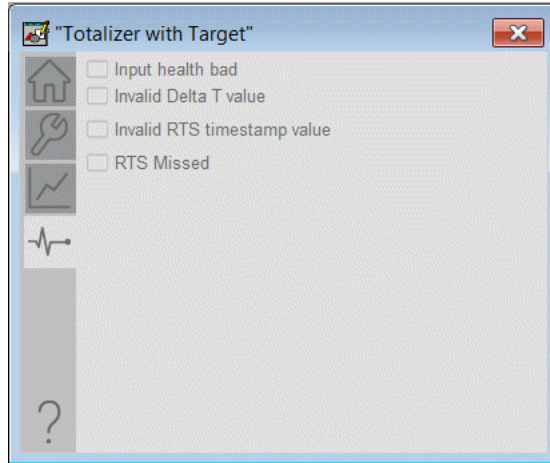 "Totalizer with Target"
Input health bad
Invalid Delta T value
Invalid RTS timestamp value
RTS Missed
?